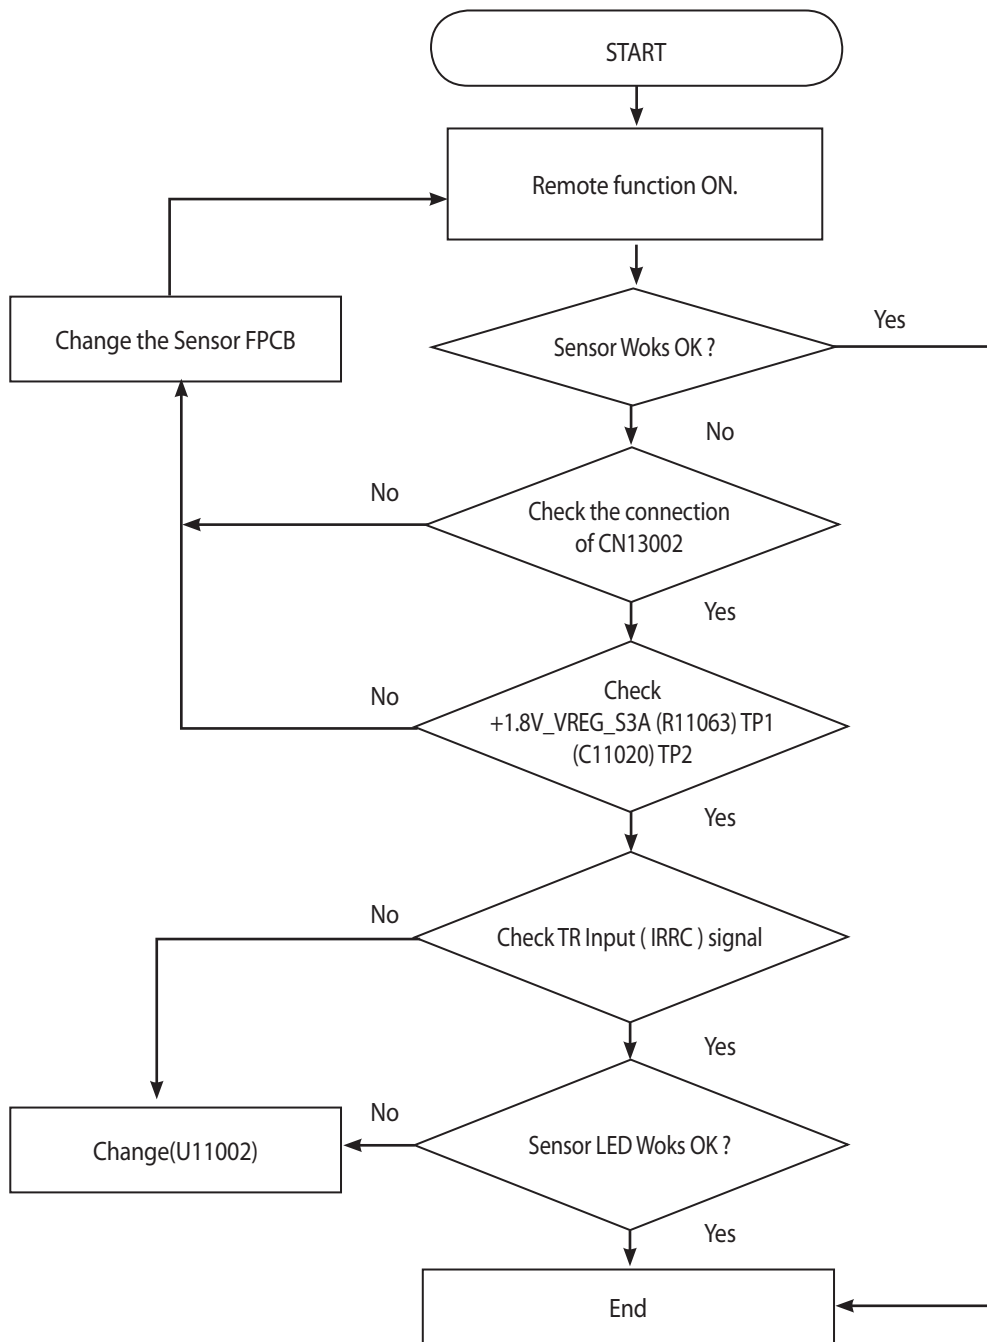 START
Remote function ON.
Change the Sensor FPCB
Sensor Woks OK ?
Yes
No
No
Check the connection
of CN13002
Yes
No
Check
+1.8V_VREG_S3A (R11063) TP1
(C11020) TP2
Yes
No
Check TR Input ( IRRC ) signal
Yes
No
Change(U11002)
Sensor LED Woks OK ?
Yes
End